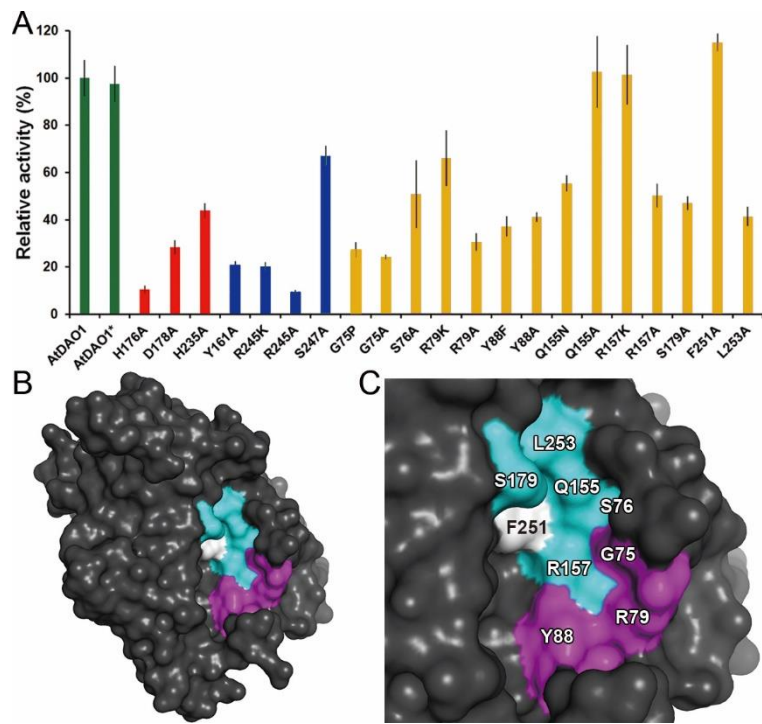 A
Relative activity (%)
120
100
80
60
40
20
0
AtDAO1
AtDAO1*
H176A
D178A
H235A
Y161A
R245K
R245A
S247A
G75P
G75A
S76A
R79K
R79A
Y88F
Y88A
Q155N
Q155A
R157K
R157A
S179A
F251A
L253A
B
C
L253
S179
Q155
S76
F251
G75
R157
R79
Y88